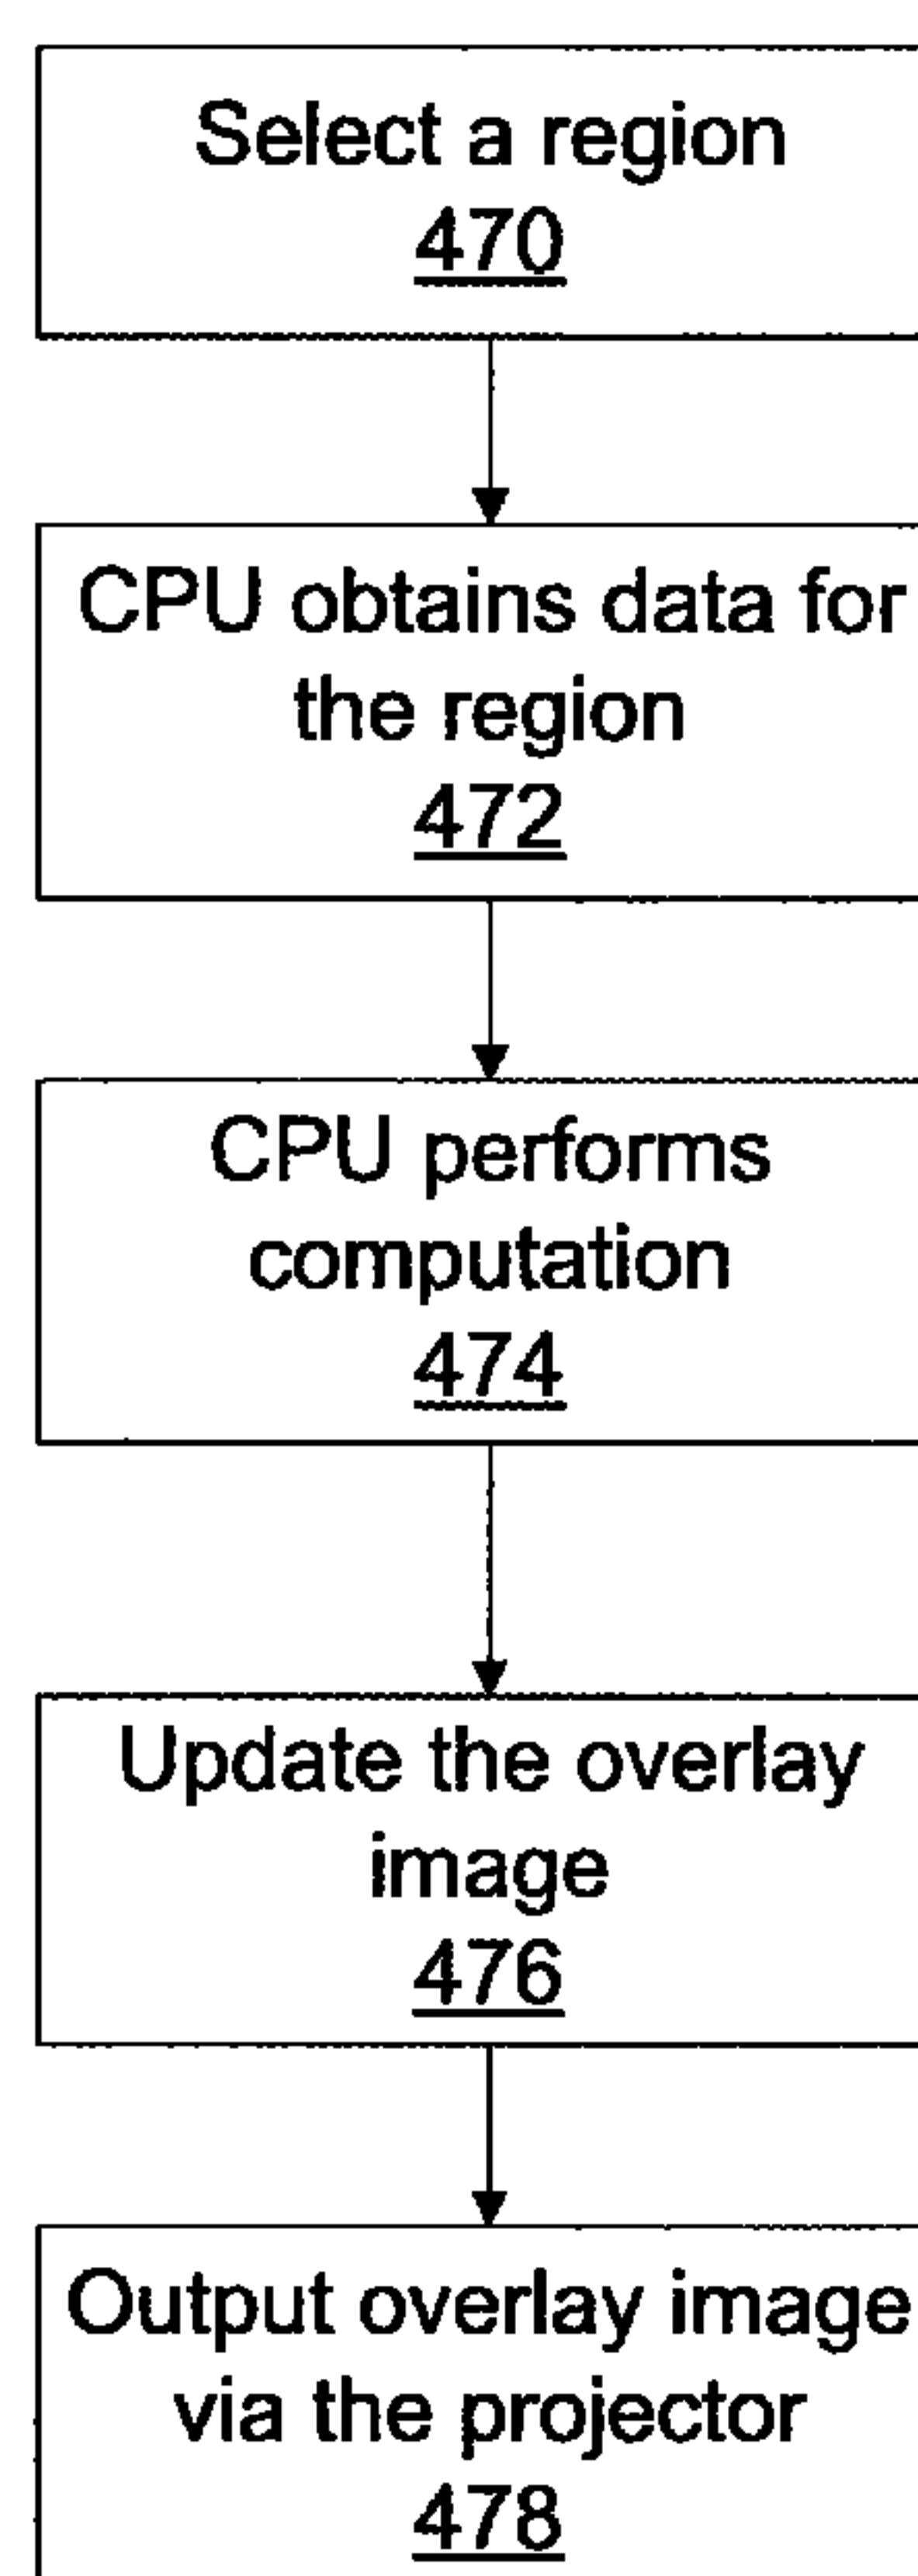 Select a region
470
CPU obtains data for
the region
472
CPU performs
computation
474
Update the overlay
image
476
Output overlay image
via the projector
478